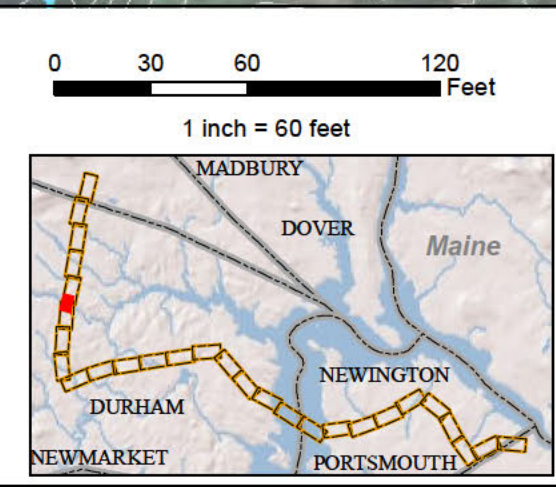 0 30 60 120
Feet
1 inch = 60 feet
MADBURY
DOVER
Maine
NEWINGTON
DURHAM
NEWMARKET
PORTSMOUTH